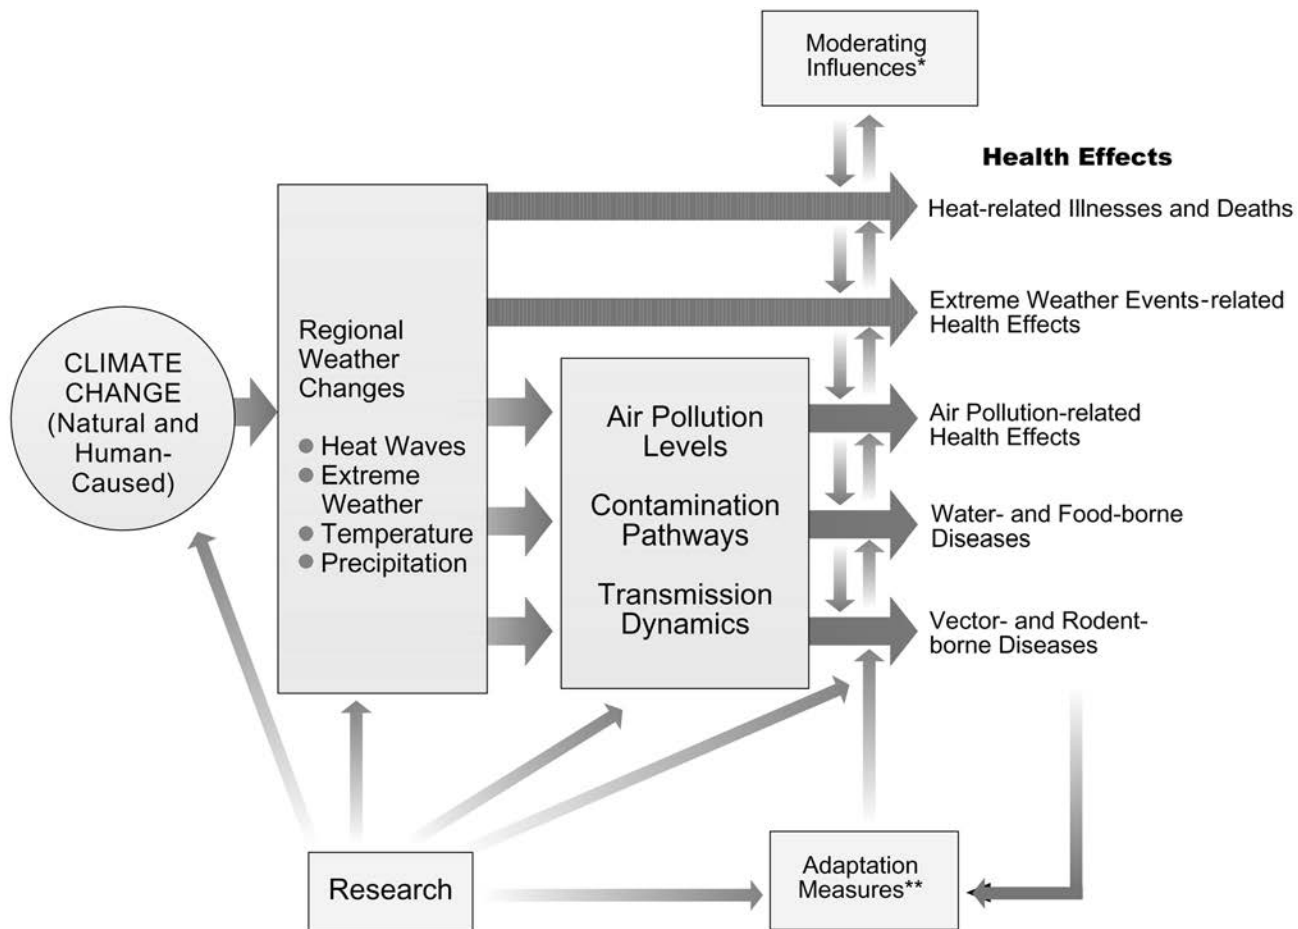 Moderating
Influences*
Health Effects
Heat-related Illnesses and Deaths
Extreme Weather Events-related
Health Effects
Regional
Weather
Changes
Heat Waves
Extreme
Weather
Temperature
Precipitation
CLIMATE
CHANGE
(Natural and
Human-
Caused)
Air Pollution
Levels
Contamination
Pathways
Transmission
Dynamics
Air Pollution-related
Health Effects
Water- and Food-borne
Diseases
Vector- and Rodent-
borne Diseases
Research
Adaptation
Measures**